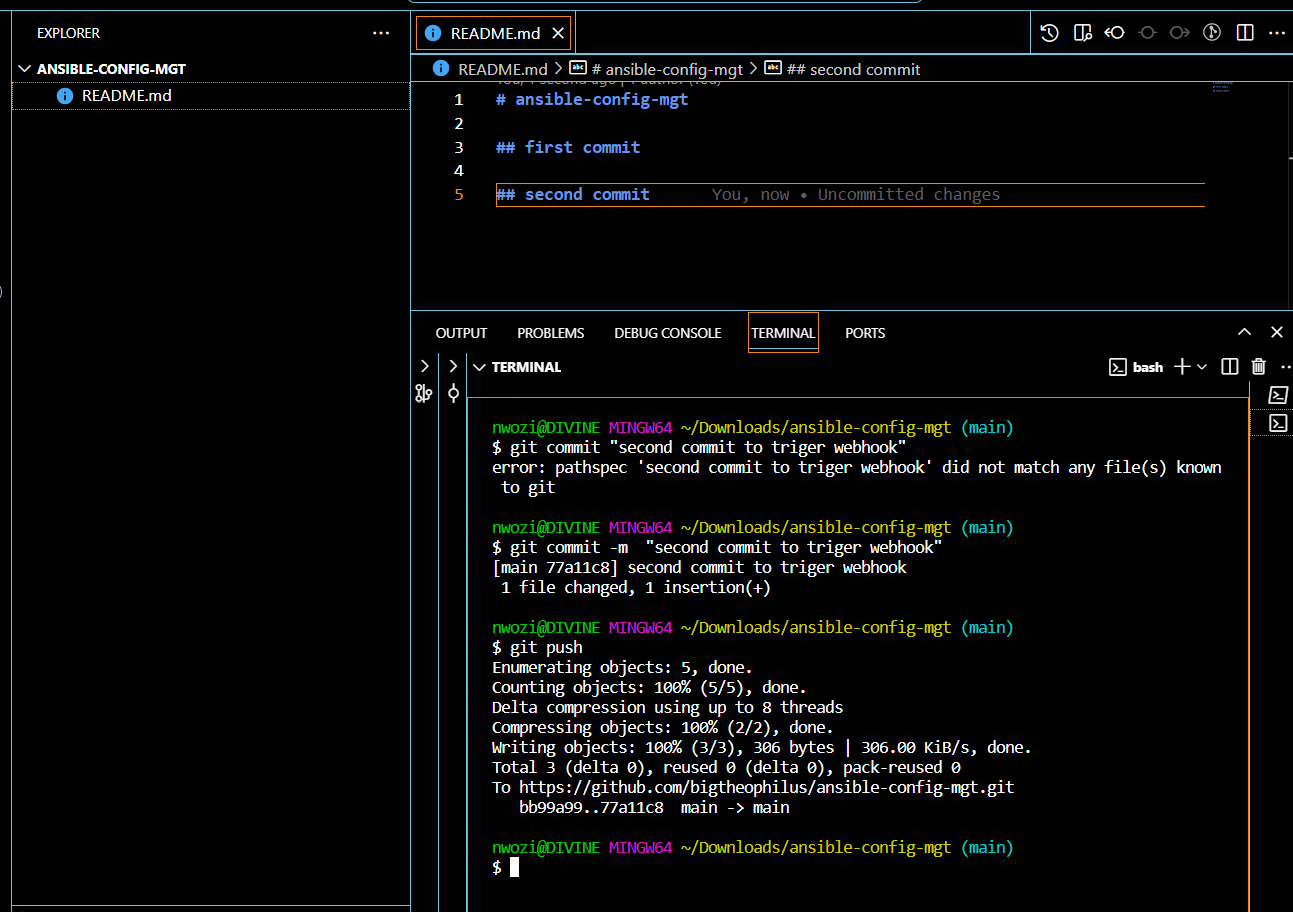 EXPLORER
ANSIBLE-CONFIG-MGT
README.md
README.md
README.md > # ansible-config-mgt > ## second commit
You, 1 second ago | 1 author (You)
1 # ansible-config-mgt
2
3 ## first commit
4
5 ## second commit You, now • Uncommitted changes
OUTPUT PROBLEMS DEBUG CONSOLE TERMINAL PORTS
TERMINAL
bash
nwozi@DIVINE MINGW64 ~/Downloads/ansible-config-mgt (main)
$ git commit "second commit to triger webhook"
error: pathspec 'second commit to triger webhook' did not match any file(s) known
to git
nwozi@DIVINE MINGW64 ~/Downloads/ansible-config-mgt (main)
$ git commit -m  "second commit to triger webhook"
[main 77a11c8] second commit to triger webhook
1 file changed, 1 insertion(+)
nwozi@DIVINE MINGW64 ~/Downloads/ansible-config-mgt (main)
$ git push
Enumerating objects: 5, done.
Counting objects: 100% (5/5), done.
Delta compression using up to 8 threads
Compressing objects: 100% (2/2), done.
Writing objects: 100% (3/3), 306 bytes | 306.00 KiB/s, done.
Total 3 (delta 0), reused 0 (delta 0), pack-reused 0
To https://github.com/bigtheophilus/ansible-config-mgt.git
bb99a99..77a11c8  main -> main
nwozi@DIVINE MINGW64 ~/Downloads/ansible-config-mgt (main)
$